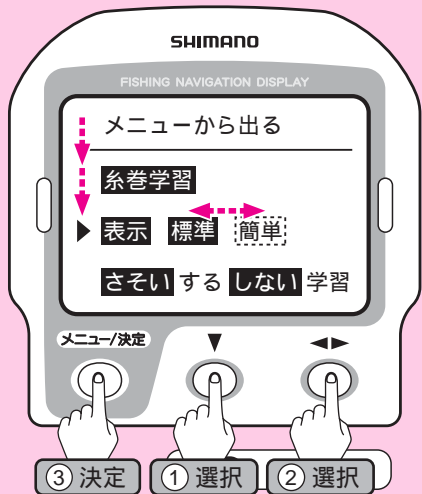 SHIMANO
FISHING NAVIGATION DISPLAY
メニューから出る
糸巻学習
▶ 表示 標準 簡単
さそい する しない 学習
メニュー/決定 ▼ ◀▶
③ 決定 ① 選択 ② 選択